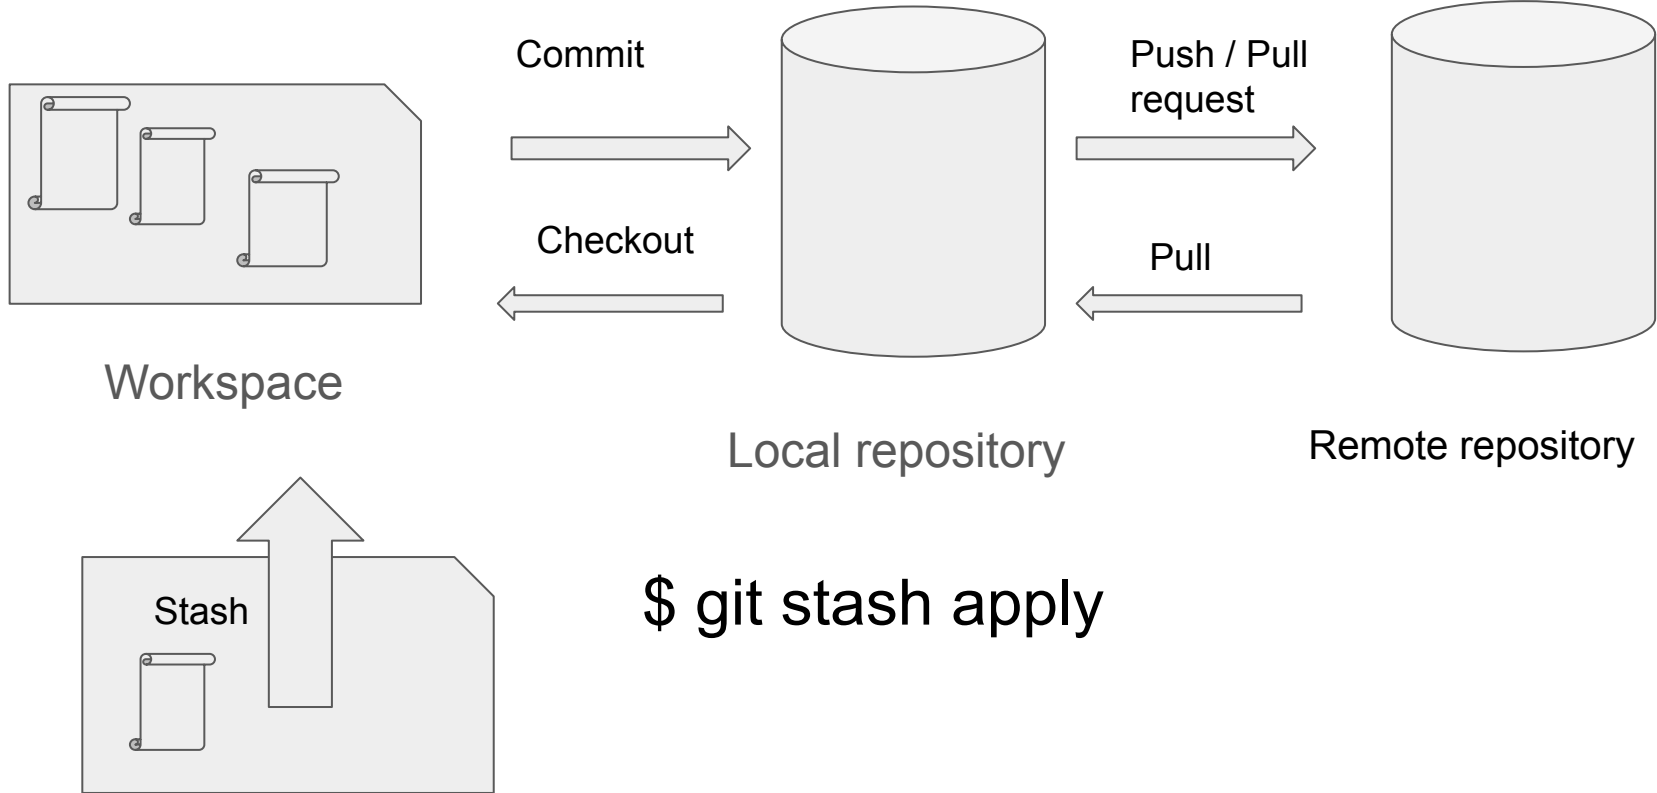 Commit
Push / Pull
request
Checkout
Pull
Workspace
Local repository
Remote repository
Stash
$ git stash apply